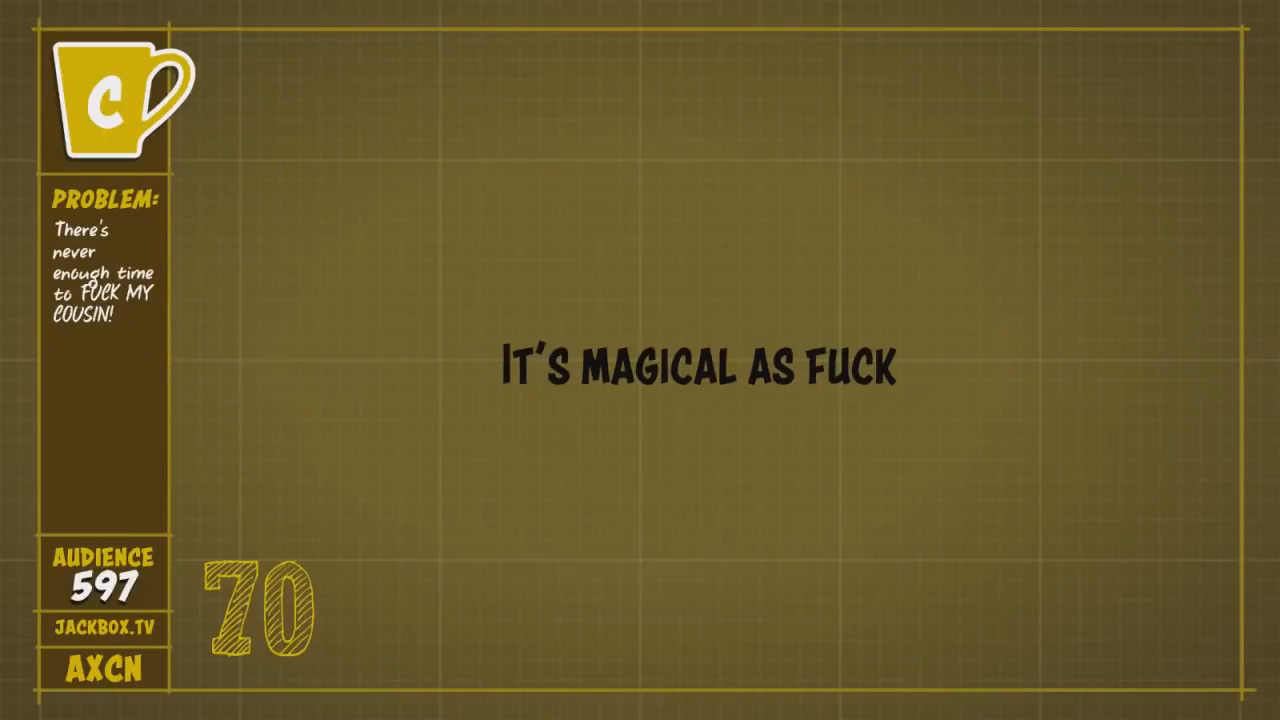 C
PROBLEM:
There's
never
enough time
to FUCK MY
COUSIN!
IT'S MAGICAL AS FUCK
AUDIENCE
597
JACKBOX.TV
AXCN
70